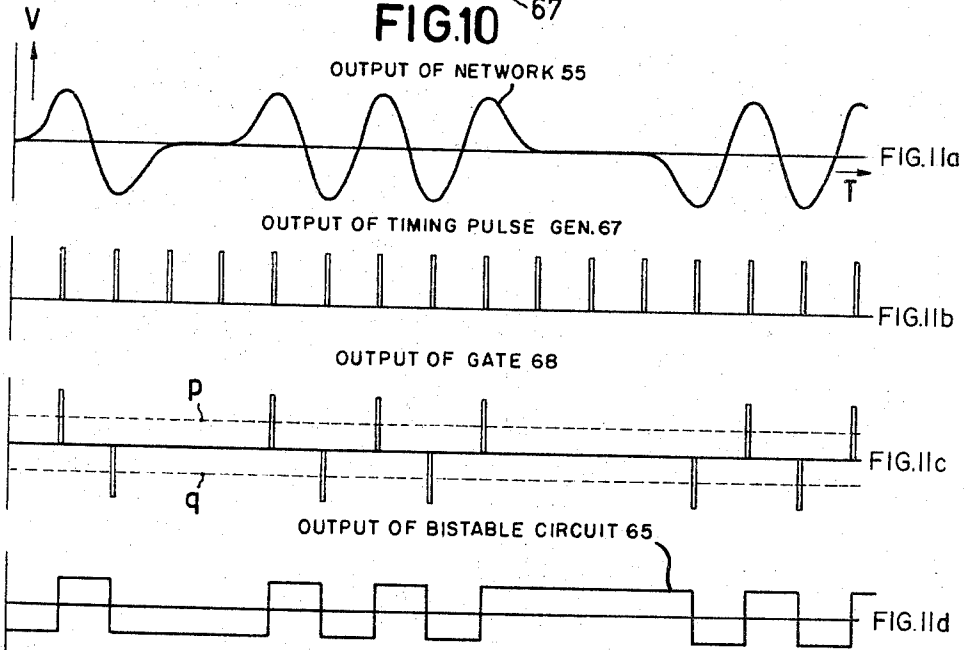 67
V
FIG.10
OUTPUT OF NETWORK 55
FIG.11a
T
OUTPUT OF TIMING PULSE GEN. 67
FIG.11b
OUTPUT OF GATE 68
p
FIG.11c
q
OUTPUT OF BISTABLE CIRCUIT 65
FIG.11d